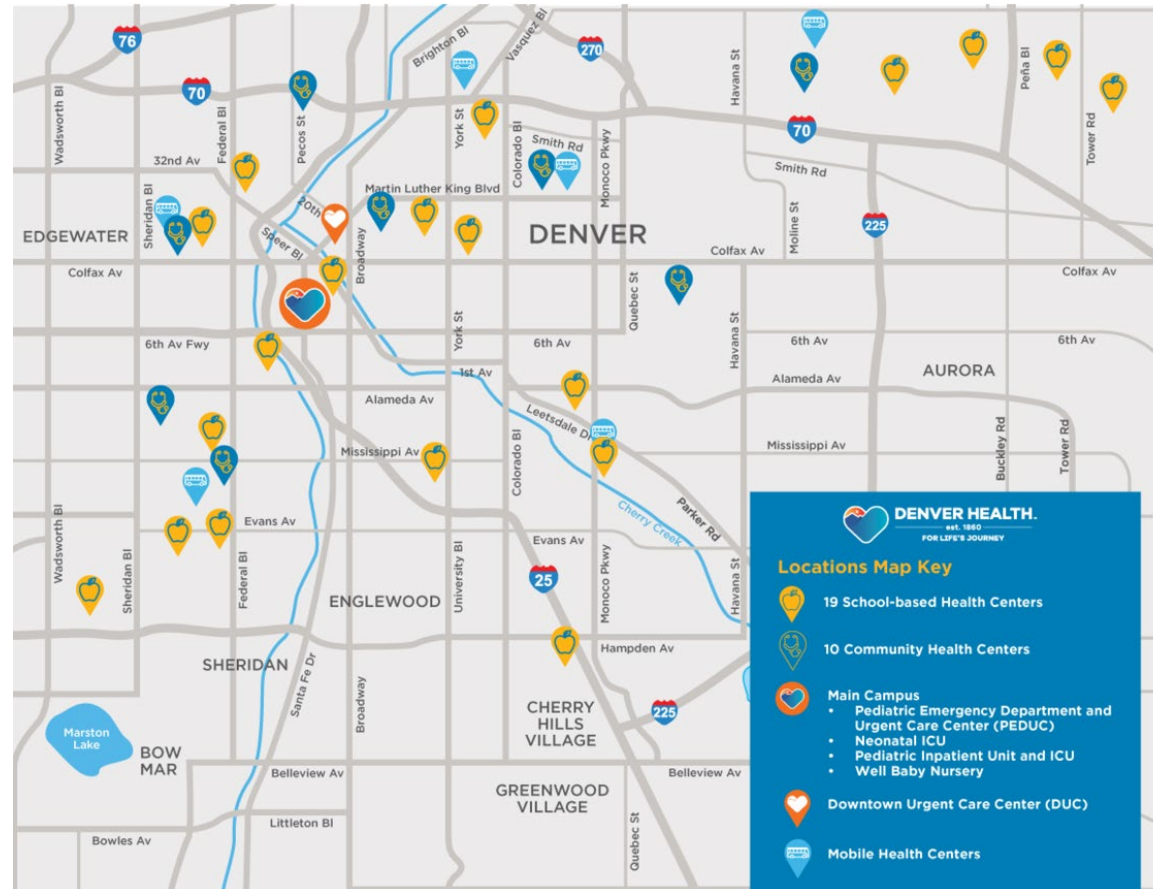 76
Brighton Bl
Vasquez Bl
270
Havana St
Peña Bl
70
Wadsworth Bl
Federal Bl
Pecos St
York St
Colorado Bl
Smith Rd
Monoco Pkwy
70
Tower Rd
32nd Av
Smith Rd
Martin Luther King Blvd
Sheridan Bl
20th
Moline St
EDGEWATER
Speer Bl
Broadway
DENVER
225
Colfax Av
Colfax Av
Colfax Av
Quebec St
Havana St
6th Av Fwy
York St
6th Av
6th Av
6th Av
1st Av
AURORA
Alameda Av
Alameda Av
Leetsdale Dr
Mississippi Av
Colorado Bl
Mississippi Av
Buckley Rd
Tower Rd
Cherry Creek
Parker Rd
Wadsworth Bl
Evans Av
Evans Av
Sheridan Bl
Federal Bl
University Bl
25
Monoco Pkwy
Havana St
ENGLEWOOD
Hampden Av
SHERIDAN
Santa Fe Dr
Broadway
CHERRY
HILLS
VILLAGE
225
Marston
Lake
BOW
MAR
Belleview Av
Belleview Av
GREENWOOD
VILLAGE
Littleton Bl
Bowles Av
Quebec St
DENVER HEALTH™
est. 1860
FOR LIFE'S JOURNEY
Locations Map Key
19 School-based Health Centers
10 Community Health Centers
Main Campus
• Pediatric Emergency Department and
Urgent Care Center (PEDUC)
• Neonatal ICU
• Pediatric Inpatient Unit and ICU
• Well Baby Nursery
Downtown Urgent Care Center (DUC)
Mobile Health Centers